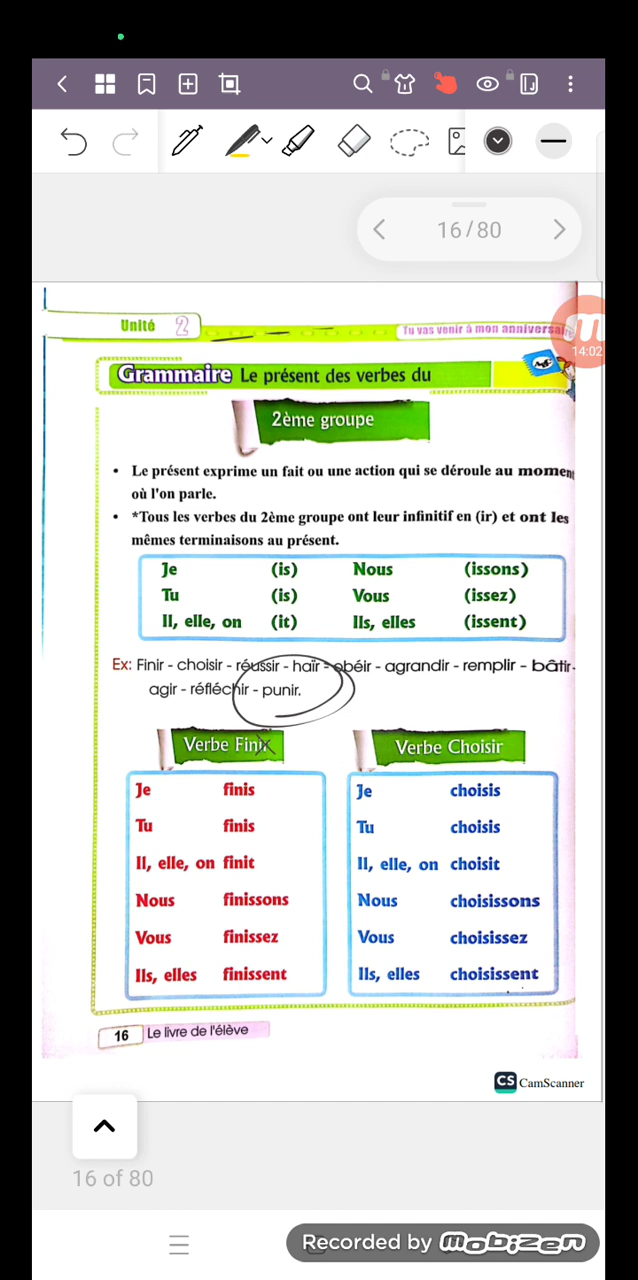 16/80
Unité 2
Tu vas venir à mon anniversai
14:02
Grammaire Le présent des verbes du
2ème groupe
• Le présent exprime un fait ou une action qui se déroule au momen
où l'on parle.
• *Tous les verbes du 2ème groupe ont leur infinitif en (ir) et ont les
mêmes terminaisons au présent.
Je (is) Nous (issons)
Tu (is) Vous (issez)
Il, elle, on (it) Ils, elles (issent)
Ex: Finir - choisir - réussir - haïr - obéir - agrandir - remplir - bâtir-
agir - réfléchir - punir.
Verbe Finir
Je finis
Tu finis
Il, elle, on finit
Nous finissons
Vous finissez
Ils, elles finissent
Verbe Choisir
Je choisis
Tu choisis
Il, elle, on choisit
Nous choisissons
Vous choisissez
Ils, elles choisissent
16 Le livre de l'élève
CS CamScanner
16 of 80
Recorded by mobizen